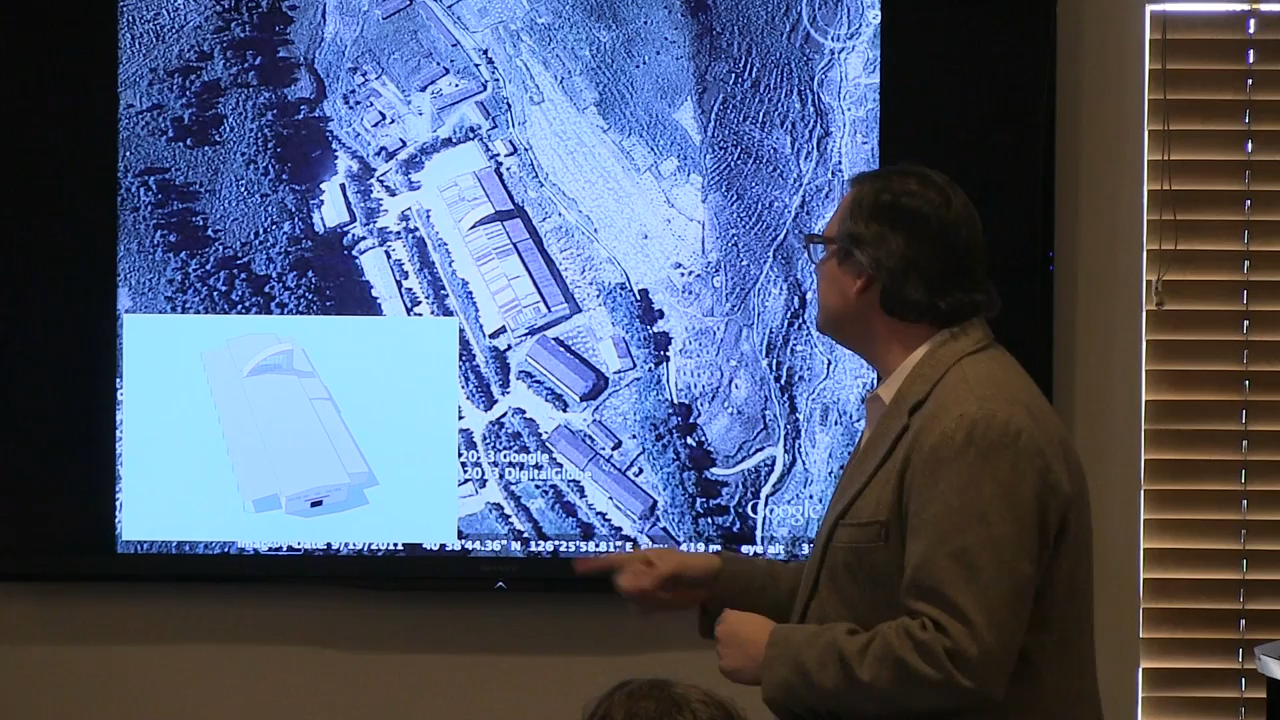 2013 Google
2013 DigitalGlobe
Google
9/19/2011 40°38'44.36" N 126°25'58.81" E 419 m eye alt